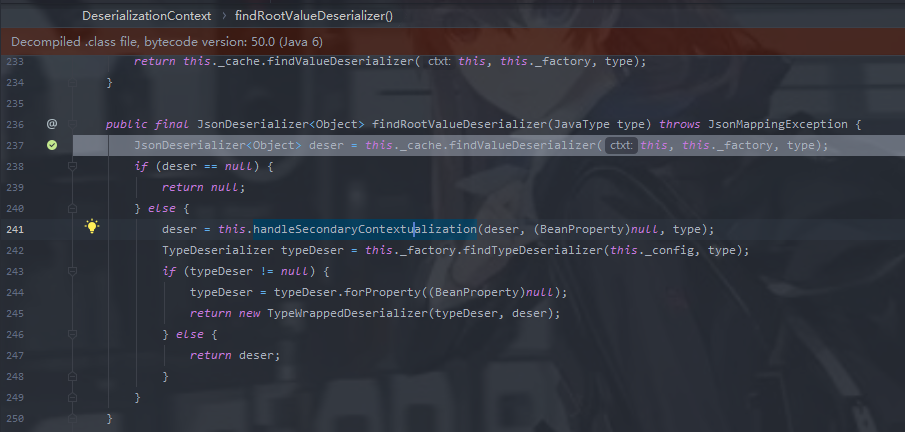 DeserializationContext › findRootValueDeserializer()
Decompiled .class file, bytecode version: 50.0 (Java 6)
233 return this._cache.findValueDeserializer( ctxt: this, this._factory, type);
234 }
235
236 @ public final JsonDeserializer<Object> findRootValueDeserializer(JavaType type) throws JsonMappingException {
237 JsonDeserializer<Object> deser = this._cache.findValueDeserializer( ctxt: this, this._factory, type);
238 if (deser == null) {
239 return null;
240 } else {
241 deser = this.handleSecondaryContextualization(deser, (BeanProperty)null, type);
242 TypeDeserializer typeDeser = this._factory.findTypeDeserializer(this._config, type);
243 if (typeDeser != null) {
244 typeDeser = typeDeser.forProperty((BeanProperty)null);
245 return new TypeWrappedDeserializer(typeDeser, deser);
246 } else {
247 return deser;
248 }
249 }
250 }